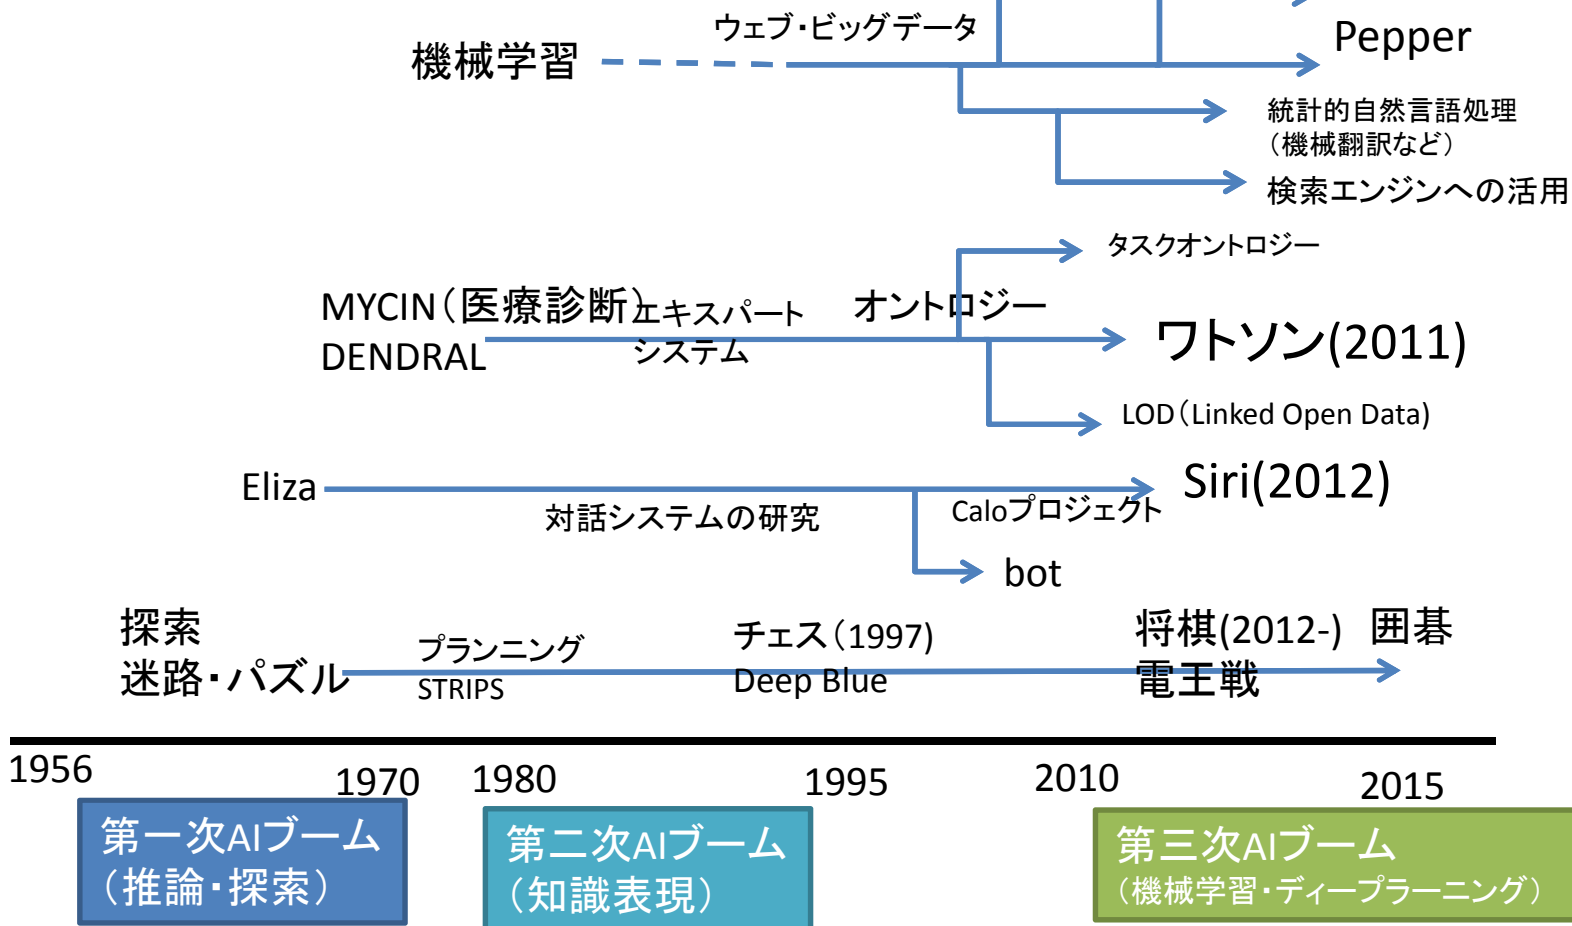 ウェブ・ビッグデータ
Pepper
機械学習
統計的自然言語処理
（機械翻訳など）
検索エンジンへの活用
タスクオントロジー
MYCIN（医療診断）
DENDRAL
エキスパート
システム
オントロジー
ワトソン(2011)
LOD（Linked Open Data)
Eliza
対話システムの研究
Caloプロジェクト
Siri(2012)
bot
探索
迷路・パズル
プランニング
STRIPS
チェス（1997)
Deep Blue
将棋(2012-)
電王戦
囲碁
1956
1970
1980
1995
2010
2015
第一次AIブーム
（推論・探索）
第二次AIブーム
（知識表現）
第三次AIブーム
（機械学習・ディープラーニング）